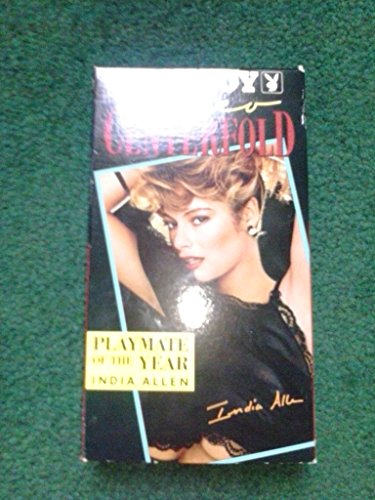 CENTERFOLD
PLAYMATE
OF THE YEAR
INDIA ALLEN
India Allen